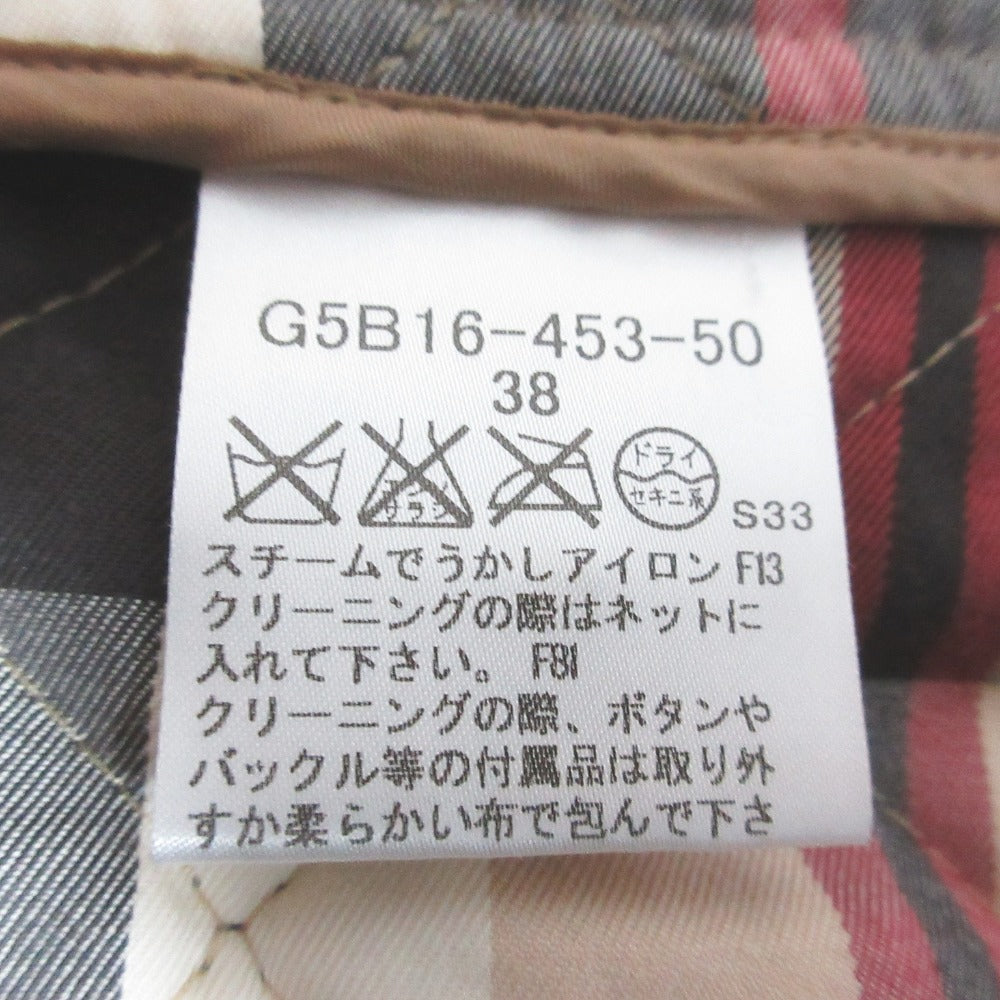 G5B16-453-50
38
ドライ
セキユ系
S33
スチームでうかしアイロン F13
クリーニングの際はネットに
入れて下さい。 F81
クリーニングの際、ボタンや
バックル等の付属品は取り外
すか柔らかい布で包んで下さ